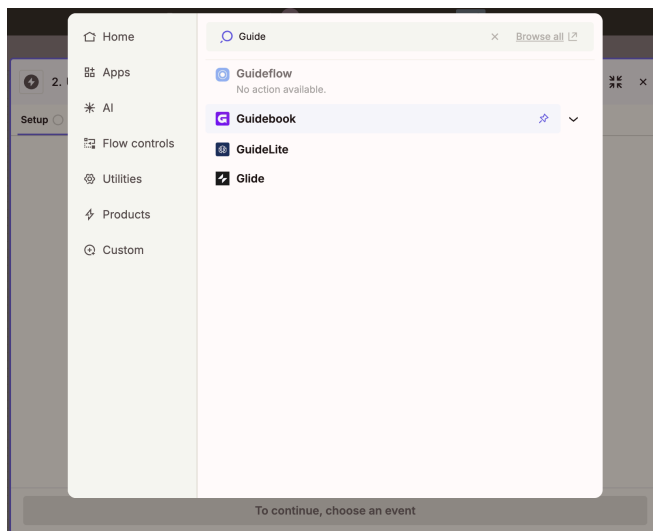 Home
Apps
AI
Flow controls
Utilities
Products
Custom
Guide
Browse all
Guideflow
No action available.
Guidebook
GuideLite
Glide
2.
Setup
To continue, choose an event